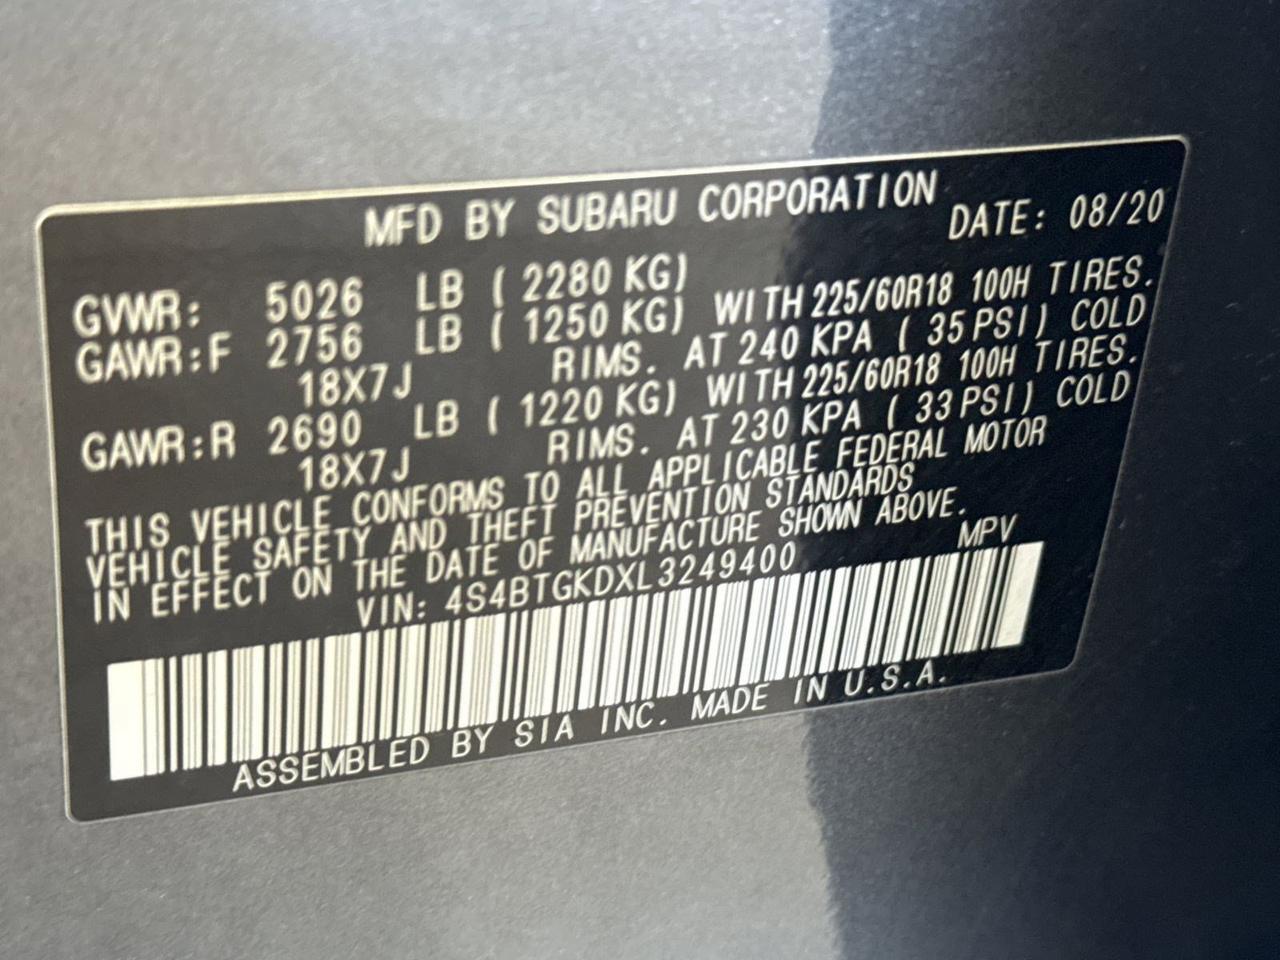 MFD BY SUBARU CORPORATION DATE: 08/20
GVWR: 5026 LB ( 2280 KG)
GAWR:F 2756 LB ( 1250 KG) WITH 225/60R18 100H TIRES.
18X7J RIMS. AT 240 KPA ( 35 PSI) COLD
GAWR:R 2690 LB ( 1220 KG) WITH 225/60R18 100H TIRES.
18X7J RIMS. AT 230 KPA ( 33 PSI) COLD
THIS VEHICLE CONFORMS TO ALL APPLICABLE FEDERAL MOTOR
VEHICLE SAFETY AND THEFT PREVENTION STANDARDS
IN EFFECT ON THE DATE OF MANUFACTURE SHOWN ABOVE.
VIN: 4S4BTGKDXL3249400 MPV
ASSEMBLED BY SIA INC. MADE IN U.S.A.